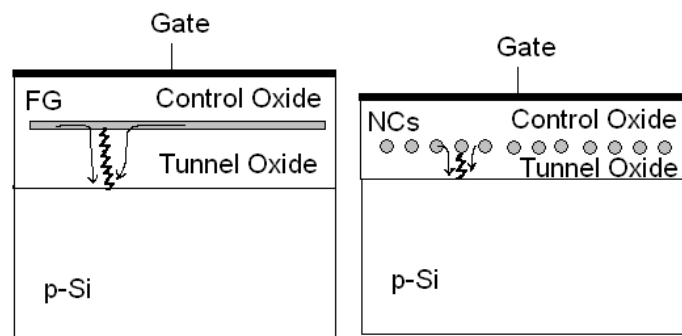 Gate
FG
Control Oxide
Tunnel Oxide
p-Si
Gate
NCs
Control Oxide
Tunnel Oxide
p-Si